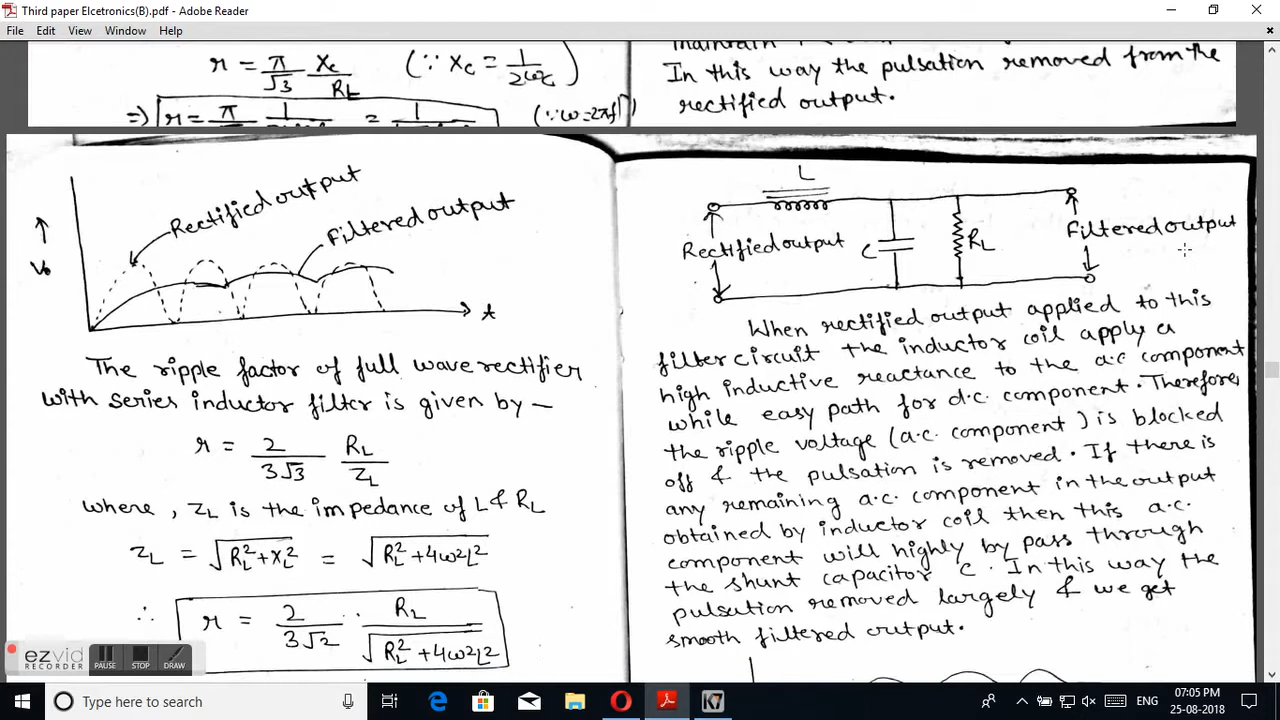 Third paper Elcetronics(B).pdf - Adobe Reader
File Edit View Window Help
r = π/√3 Xc/RL (∵ Xc = 1/2ωc)
maintain
In this way the pulsation removed from the
rectified output.
(∵ω=2πf)
Rectified output
Filtered output
Vo
t
The ripple factor of full wave rectifier
with series inductor filter is given by —
r = 2/3√3 RL/ZL
where, ZL is the impedance of L & RL
ZL = √RL²+XL² = √RL²+4ω²L²
∴ r = 2/3√2 · RL/√RL²+4ω²L²
L
Rectified output
C
RL
Filtered output
When rectified output applied to this
filter circuit the inductor coil apply a
high inductive reactance to the a.c component
while easy path for d.c. component. Therefore,
the ripple voltage (a.c. component) is blocked
off & the pulsation is removed. If there is
any remaining a.c. component in the output
obtained by inductor coil then this a.c.
component will highly by pass through
the shunt capacitor C. In this way the
pulsation removed largely & we get
smooth filtered output.
ezvid
RECORDER
PAUSE
STOP
DRAW
Type here to search
ENG
07:05 PM
25-08-2018